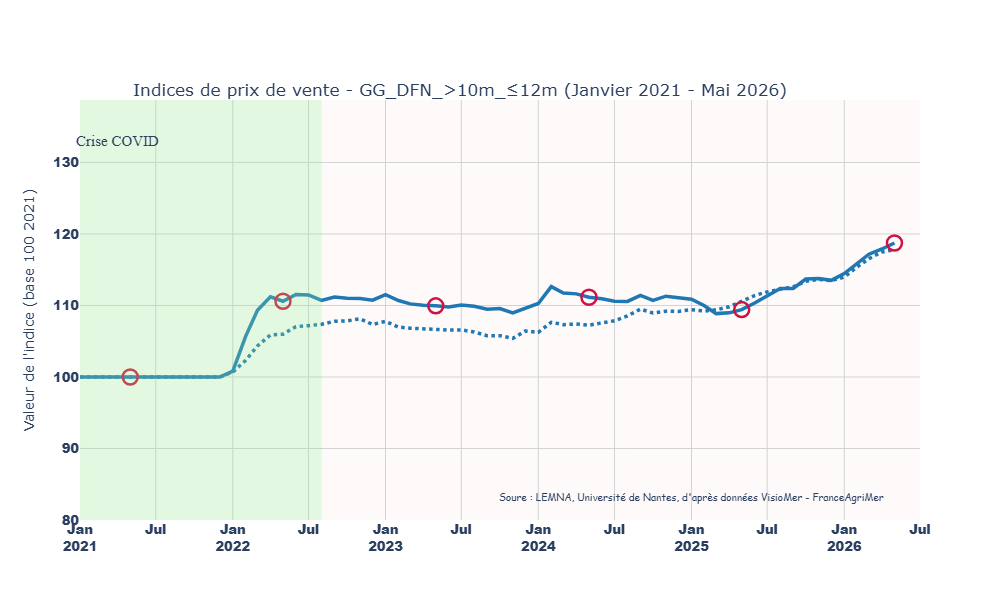 Indices de prix de vente - GG_DFN_>10m_≤12m (Janvier 2021 - Mai 2026)
Crise COVID
Valeur de l'indice (base 100 2021)
130
120
110
100
90
80
Soure : LEMNA, Université de Nantes, d'après données VisioMer - FranceAgriMer
Jan Jul Jan Jul Jan Jul Jan Jul Jan Jul Jan Jul
2021 2022 2023 2024 2025 2026